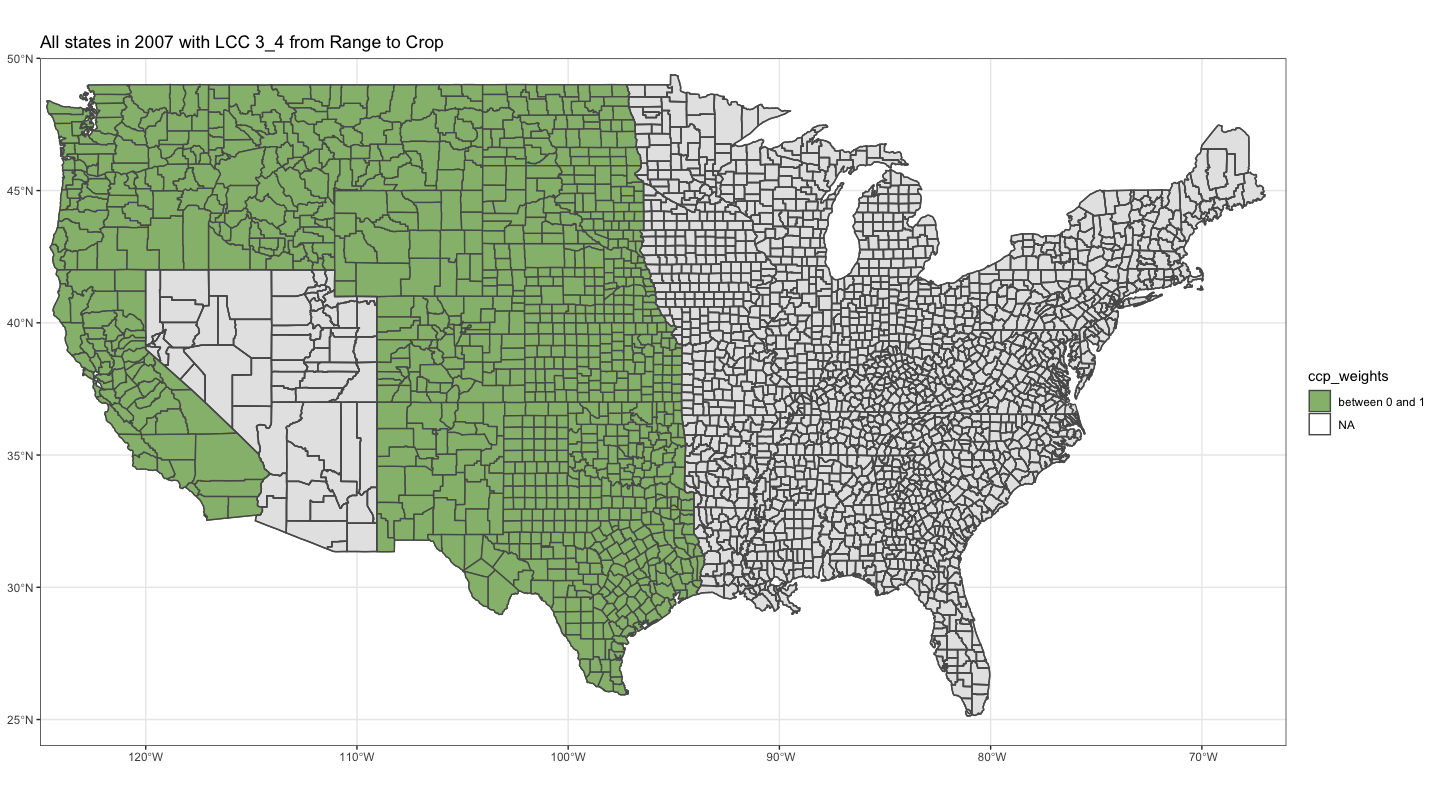 All states in 2007 with LCC 3_4 from Range to Crop
50°N
45°N
40°N
35°N
30°N
25°N
120°W
110°W
100°W
90°W
80°W
70°W
ccp_weights
between 0 and 1
NA